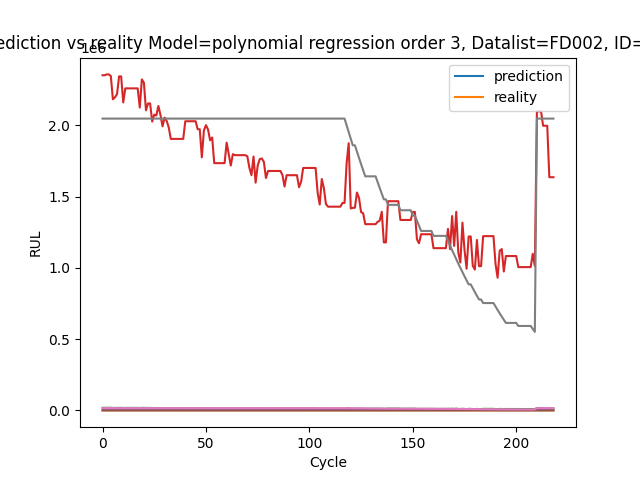 ediction vs reality Model=polynomial regression order 3, Datalist=FD002, ID=
1e6
prediction
reality
2.0
1.5
1.0
0.5
0.0
RUL
0 50 100 150 200
Cycle